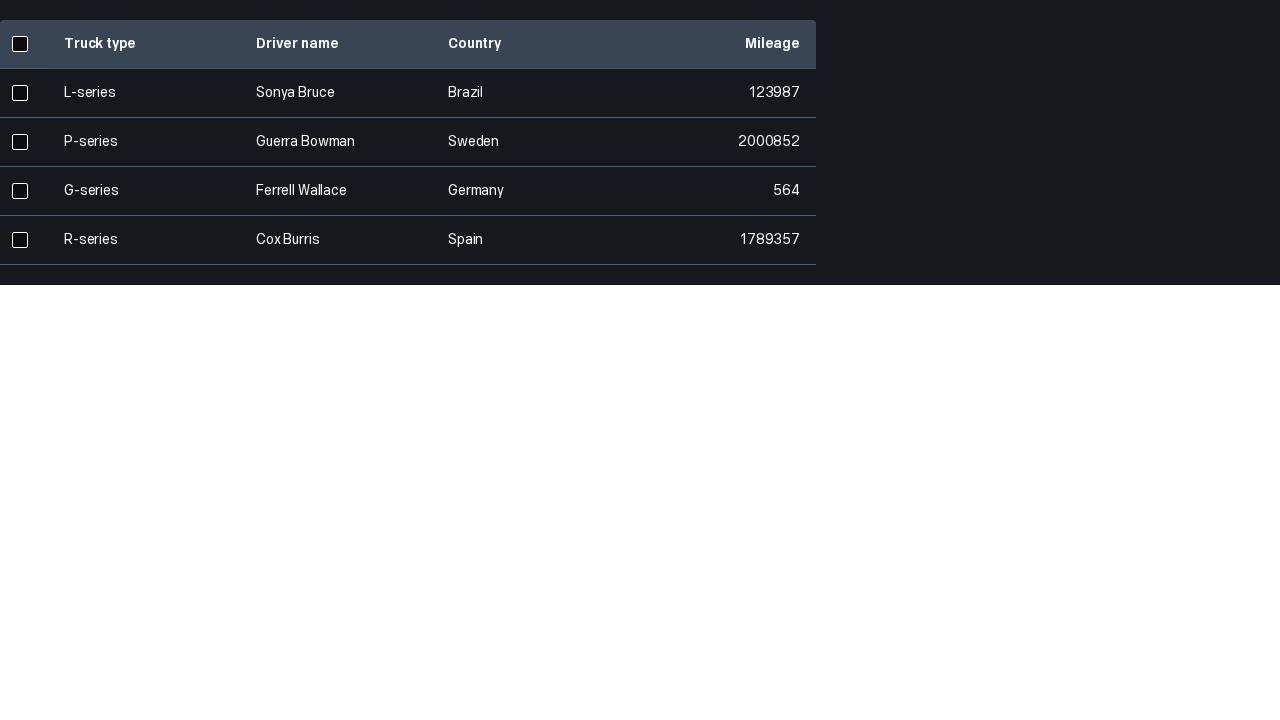 Truck type Driver name Country Mileage
L-series Sonya Bruce Brazil 123987
P-series Guerra Bowman Sweden 2000852
G-series Ferrell Wallace Germany 564
R-series Cox Burris Spain 1789357